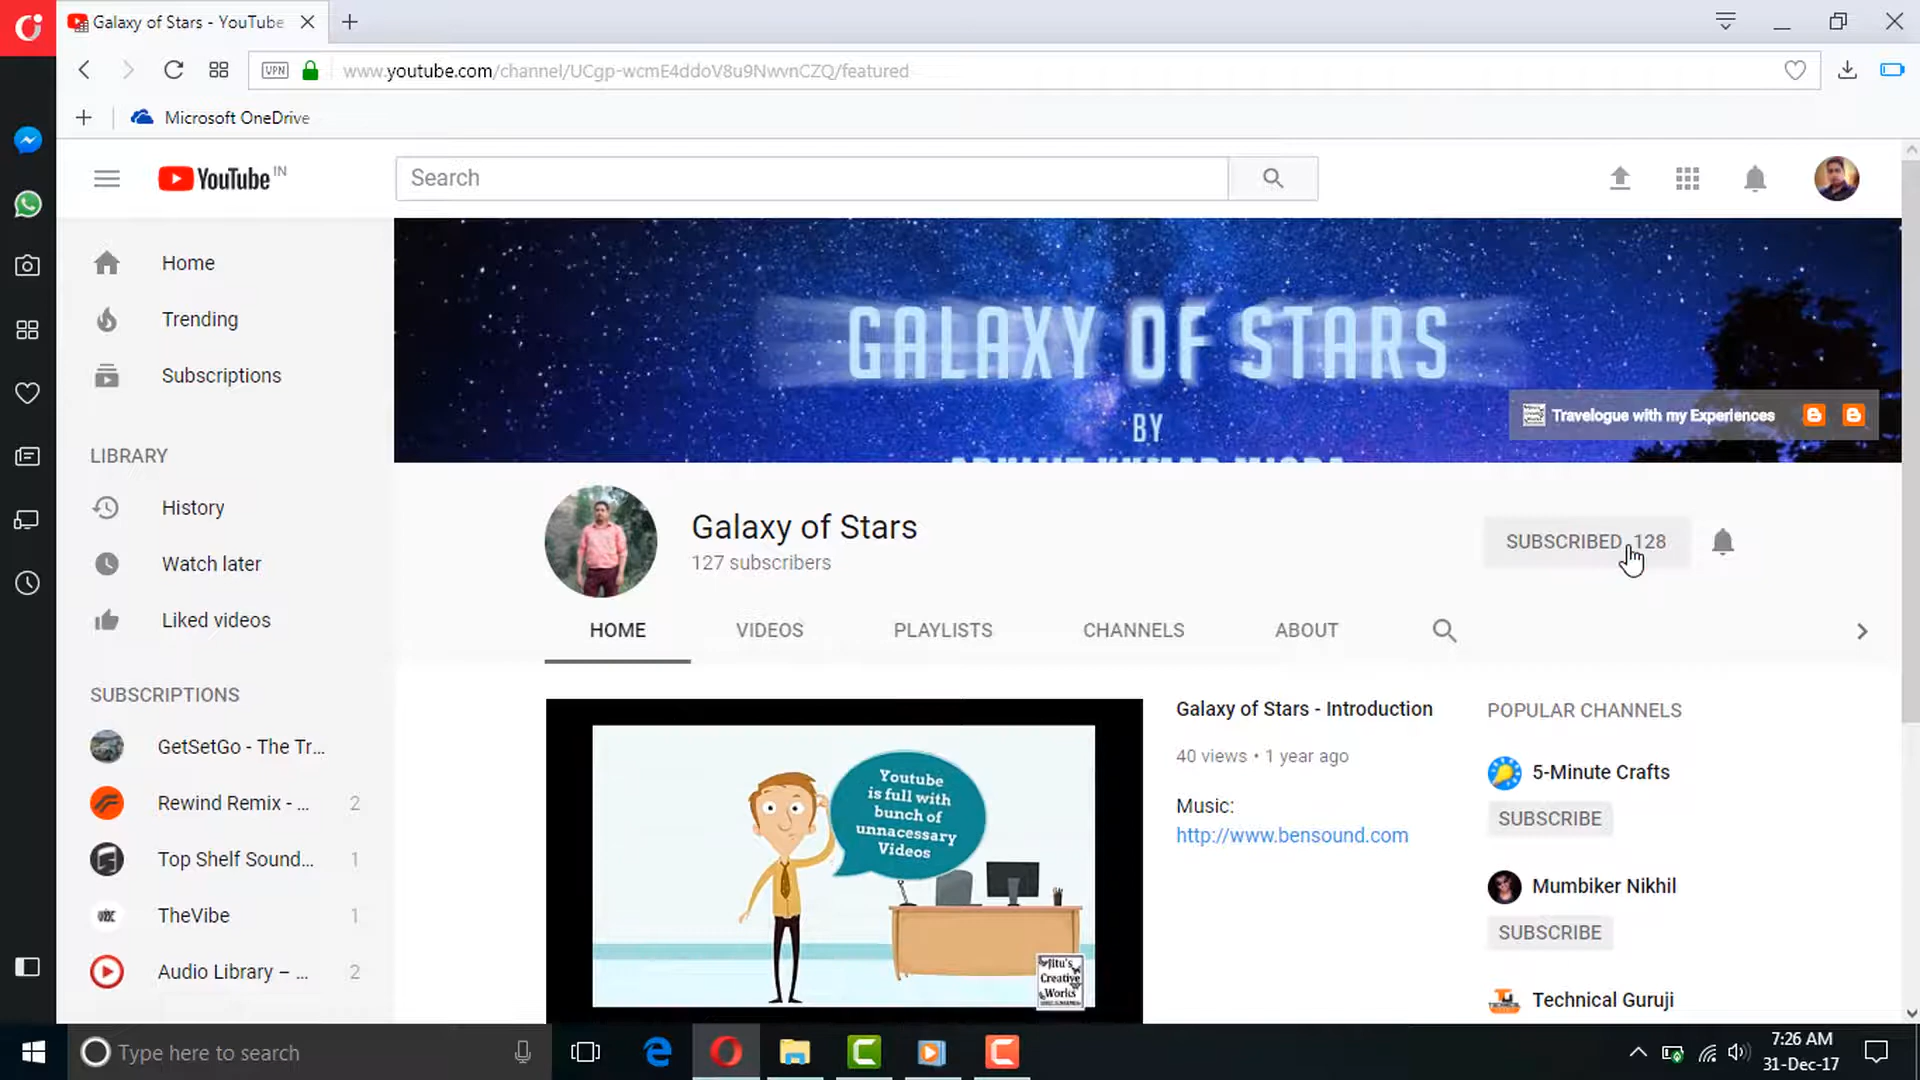 Galaxy of Stars - YouTube
VPN
www.youtube.com/channel/UCgp-wcmE4ddoV8u9NwvnCZQ/featured
Microsoft OneDrive
YouTube IN
Search
Home
Trending
Subscriptions
LIBRARY
History
Watch later
Liked videos
SUBSCRIPTIONS
GetSetGo - The Tr...
Rewind Remix - ... 2
Top Shelf Sound... 1
TheVibe 1
Audio Library – ... 2
GALAXY OF STARS
BY
Travelogue with my Experiences
Galaxy of Stars
127 subscribers
SUBSCRIBED 128
HOME
VIDEOS
PLAYLISTS
CHANNELS
ABOUT
Youtube
is full with
bunch of
unnacessary
Videos
Jitu's
Creative
Works
Galaxy of Stars - Introduction
40 views • 1 year ago
Music:
http://www.bensound.com
POPULAR CHANNELS
5-Minute Crafts
SUBSCRIBE
Mumbiker Nikhil
SUBSCRIBE
Technical Guruji
Type here to search
7:26 AM
31-Dec-17